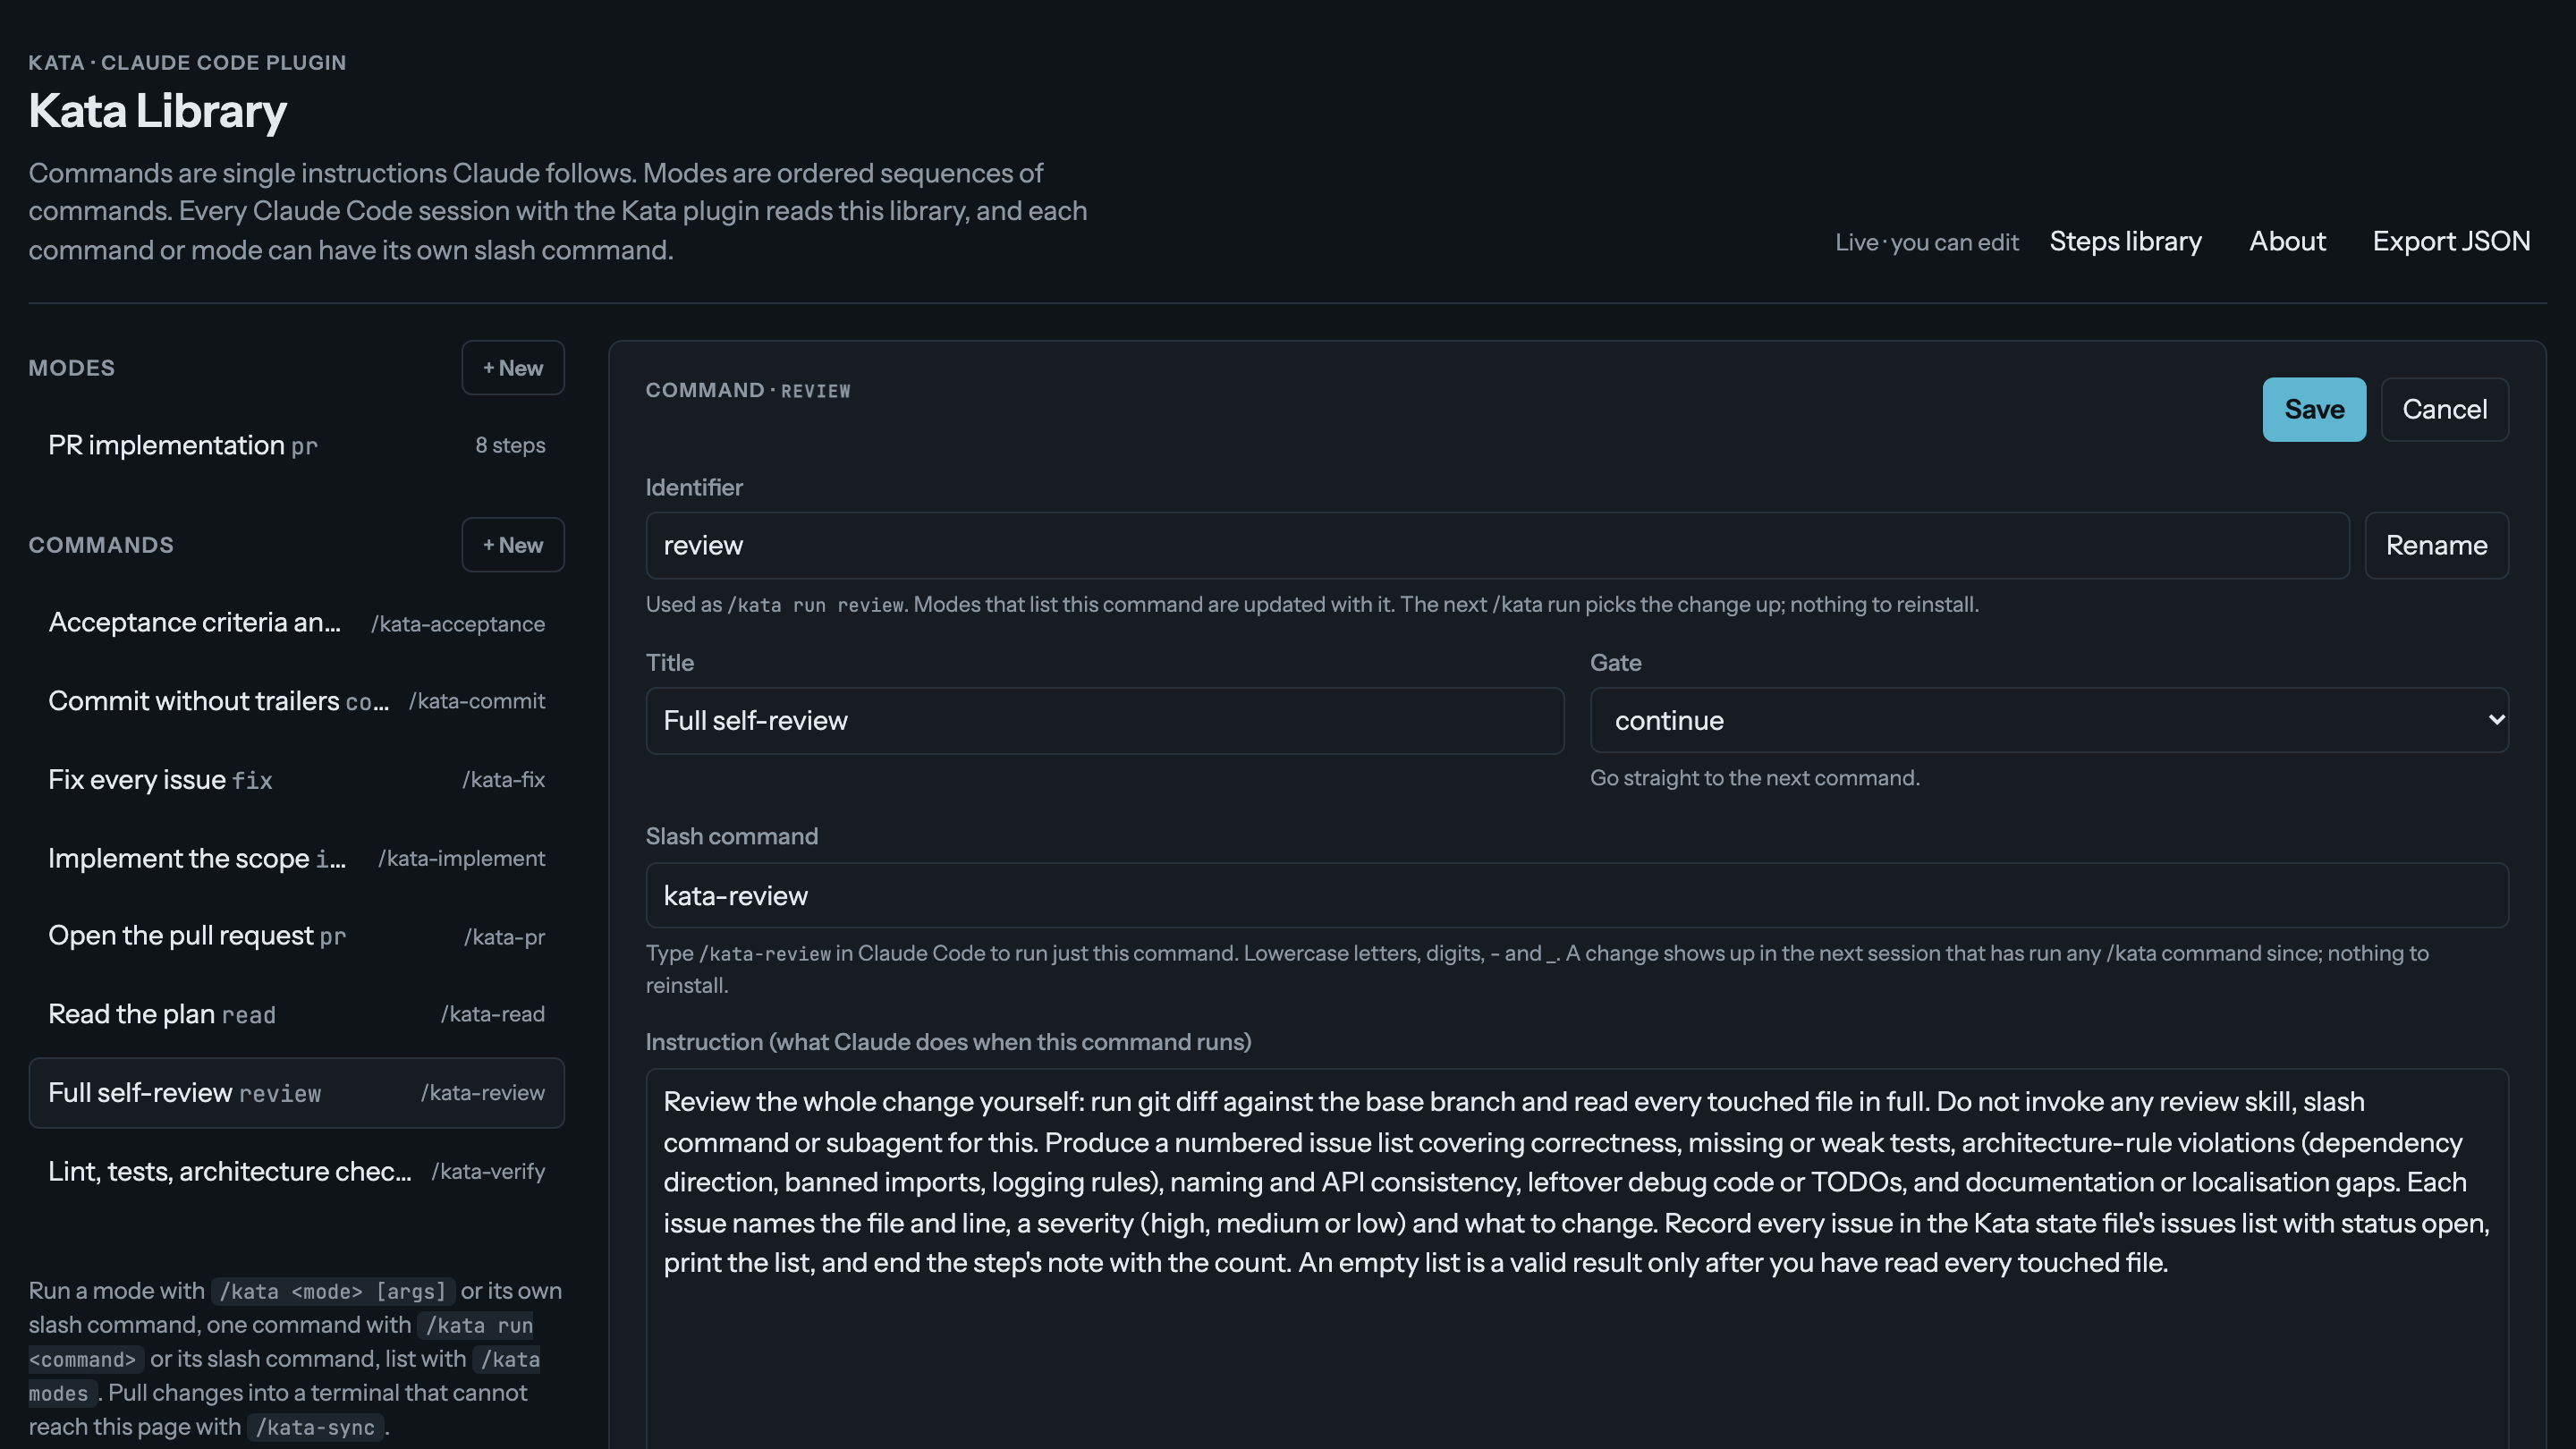 KATA · CLAUDE CODE PLUGIN
Kata Library
Commands are single instructions Claude follows. Modes are ordered sequences of
commands. Every Claude Code session with the Kata plugin reads this library, and each
command or mode can have its own slash command.
Live · you can edit Steps library About Export JSON
MODES + New
PR implementation pr 8 steps
COMMANDS + New
Acceptance criteria an... /kata-acceptance
Commit without trailers co... /kata-commit
Fix every issue fix /kata-fix
Implement the scope i... /kata-implement
Open the pull request pr /kata-pr
Read the plan read /kata-read
Full self-review review /kata-review
Lint, tests, architecture chec... /kata-verify
Run a mode with /kata <mode> [args] or its own
slash command, one command with /kata run
<command> or its slash command, list with /kata
modes . Pull changes into a terminal that cannot
reach this page with /kata-sync .
COMMAND · REVIEW
Save Cancel
Identifier
review Rename
Used as /kata run review. Modes that list this command are updated with it. The next /kata run picks the change up; nothing to reinstall.
Title Gate
Full self-review continue
Go straight to the next command.
Slash command
kata-review
Type /kata-review in Claude Code to run just this command. Lowercase letters, digits, - and _. A change shows up in the next session that has run any /kata command since; nothing to
reinstall.
Instruction (what Claude does when this command runs)
Review the whole change yourself: run git diff against the base branch and read every touched file in full. Do not invoke any review skill, slash
command or subagent for this. Produce a numbered issue list covering correctness, missing or weak tests, architecture-rule violations (dependency
direction, banned imports, logging rules), naming and API consistency, leftover debug code or TODOs, and documentation or localisation gaps. Each
issue names the file and line, a severity (high, medium or low) and what to change. Record every issue in the Kata state file's issues list with status open,
print the list, and end the step's note with the count. An empty list is a valid result only after you have read every touched file.